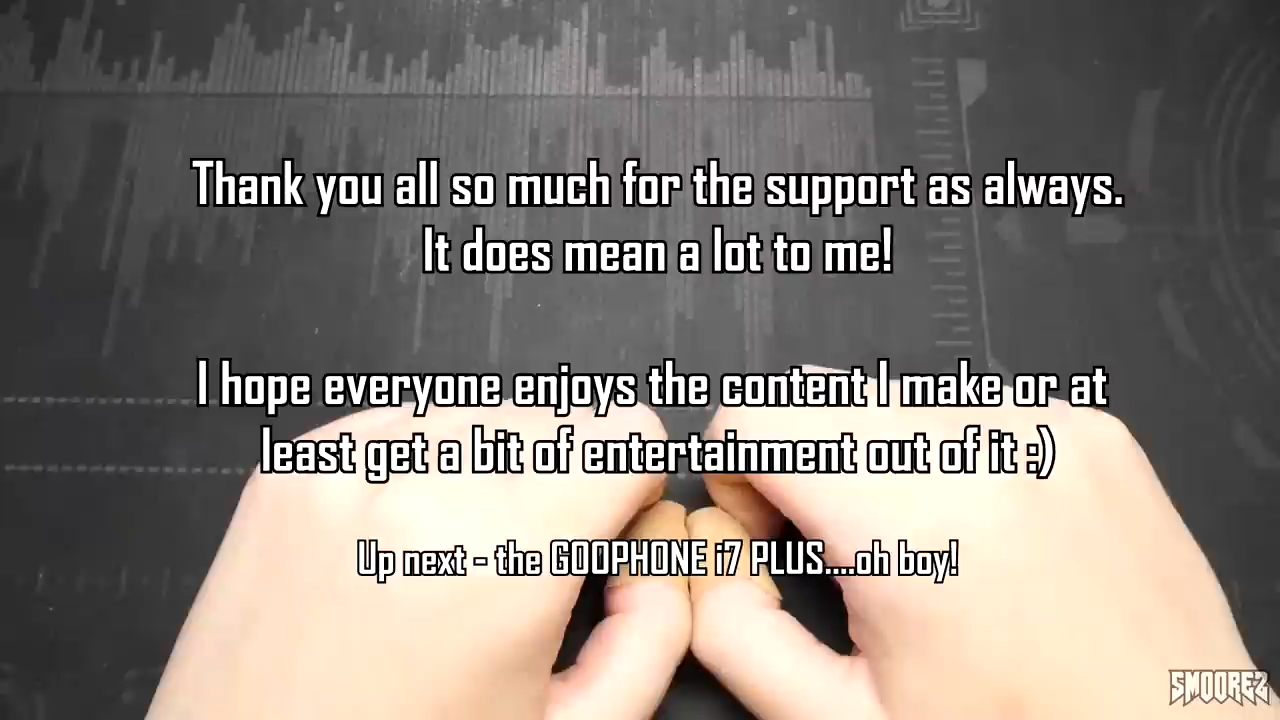 Thank you all so much for the support as always.
It does mean a lot to me!
I hope everyone enjoys the content I make or at
least get a bit of entertainment out of it :)
Up next - the GOOPHONE i7 PLUS....oh boy!
SMOOREZ